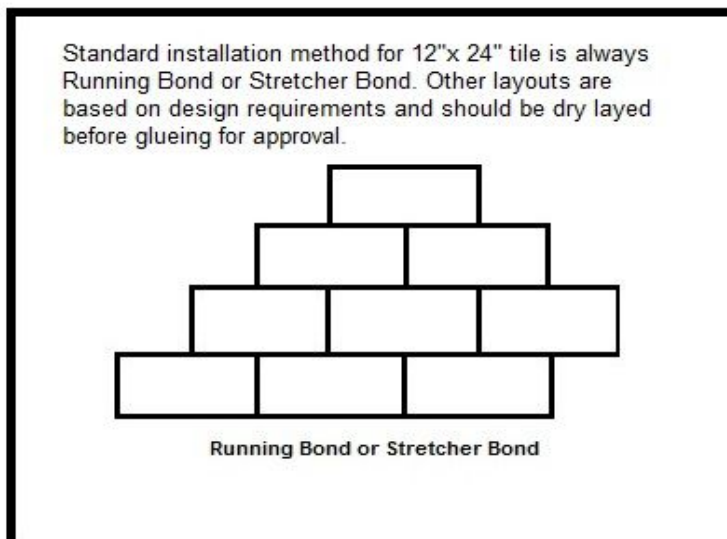 Standard installation method for 12"x 24" tile is always
Running Bond or Stretcher Bond. Other layouts are
based on design requirements and should be dry layed
before glueing for approval.
Running Bond or Stretcher Bond